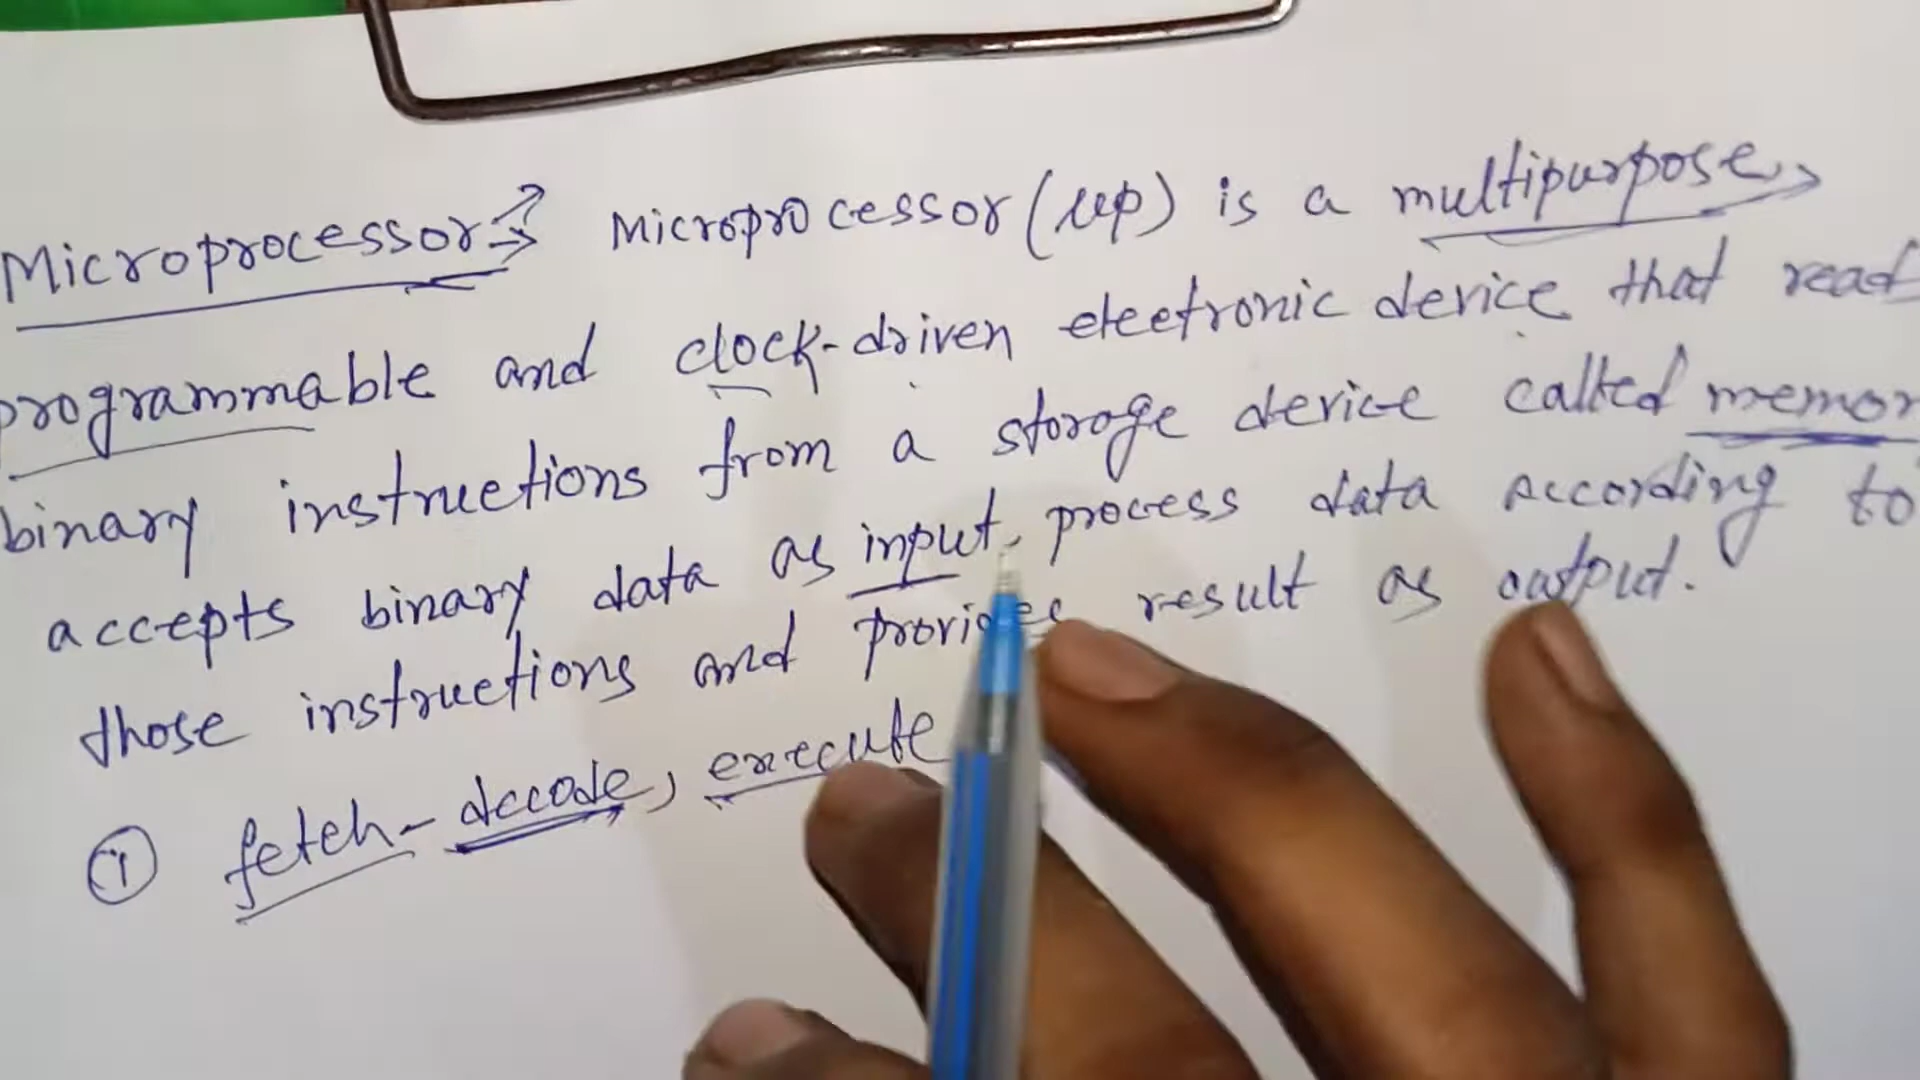 Microprocessor ⇒ Microprocessor (μp) is a multipurpose,
programmable and clock-driven electronic device that read
binary instructions from a storage device called memor
accepts binary data as input, process data according to
those instructions and provides result as output.
① fetch - decode, execute